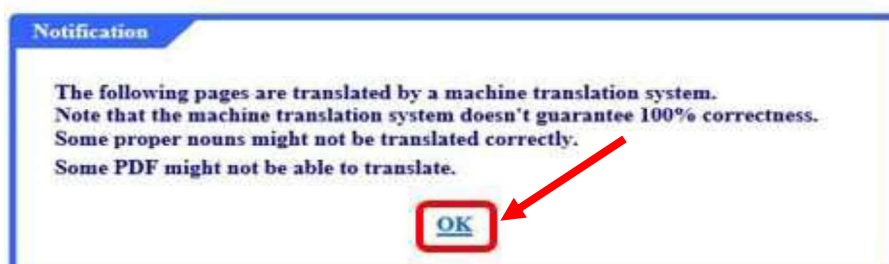 Notification
The following pages are translated by a machine translation system.
Note that the machine translation system doesn't guarantee 100% correctness.
Some proper nouns might not be translated correctly.
Some PDF might not be able to translate.
OK